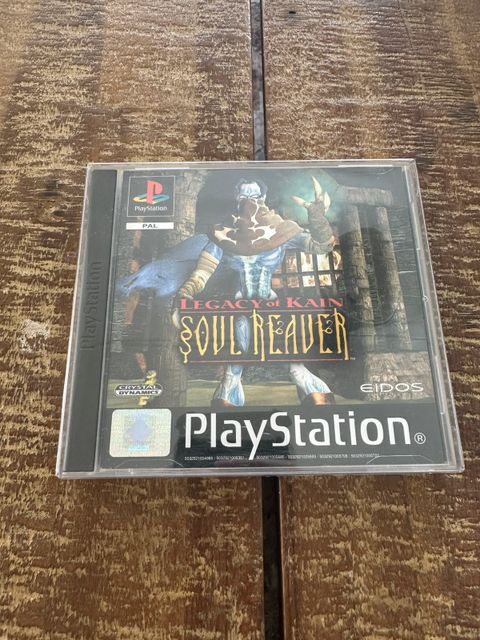 PlayStation
PAL
PlayStation
LEGACY of KAIN
SOUL REAVER
CRYSTAL
DYNAMICS
EIDOS
PlayStation®